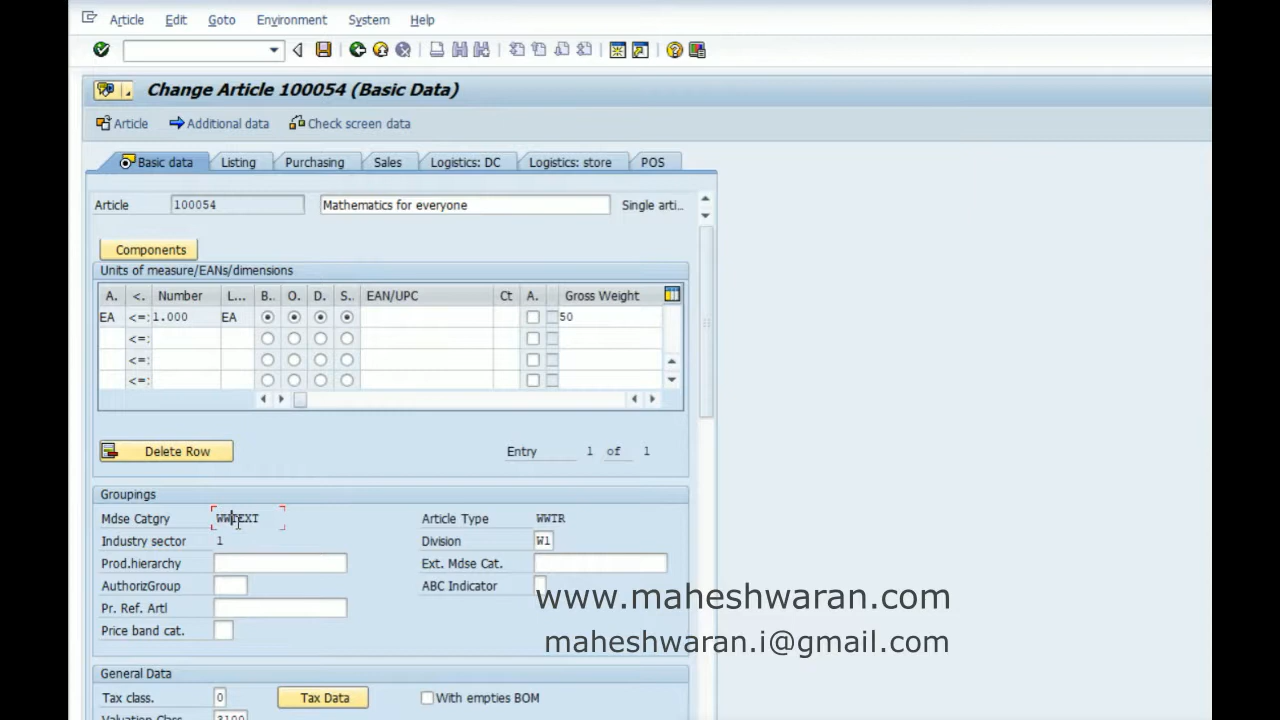 Article Edit Goto Environment System Help
Change Article 100054 (Basic Data)
Article Additional data Check screen data
Basic data Listing Purchasing Sales Logistics: DC Logistics: store POS
Article 100054 Mathematics for everyone Single arti..
Components
Units of measure/EANs/dimensions
A. <. Number L... B.. O. D. S.. EAN/UPC Ct A. Gross Weight
EA <=: 1.000 EA 50
<=:
<=:
<=:
Delete Row Entry 1 of 1
Groupings
Mdse Catgry WWTEXT Article Type WWTR
Industry sector 1 Division W1
Prod.hierarchy Ext. Mdse Cat.
AuthorizGroup ABC Indicator
www.maheshwaran.com
Pr. Ref. Artl
Price band cat.
maheshwaran.i@gmail.com
General Data
Tax class. 0 Tax Data With empties BOM
Valuation Class 3100